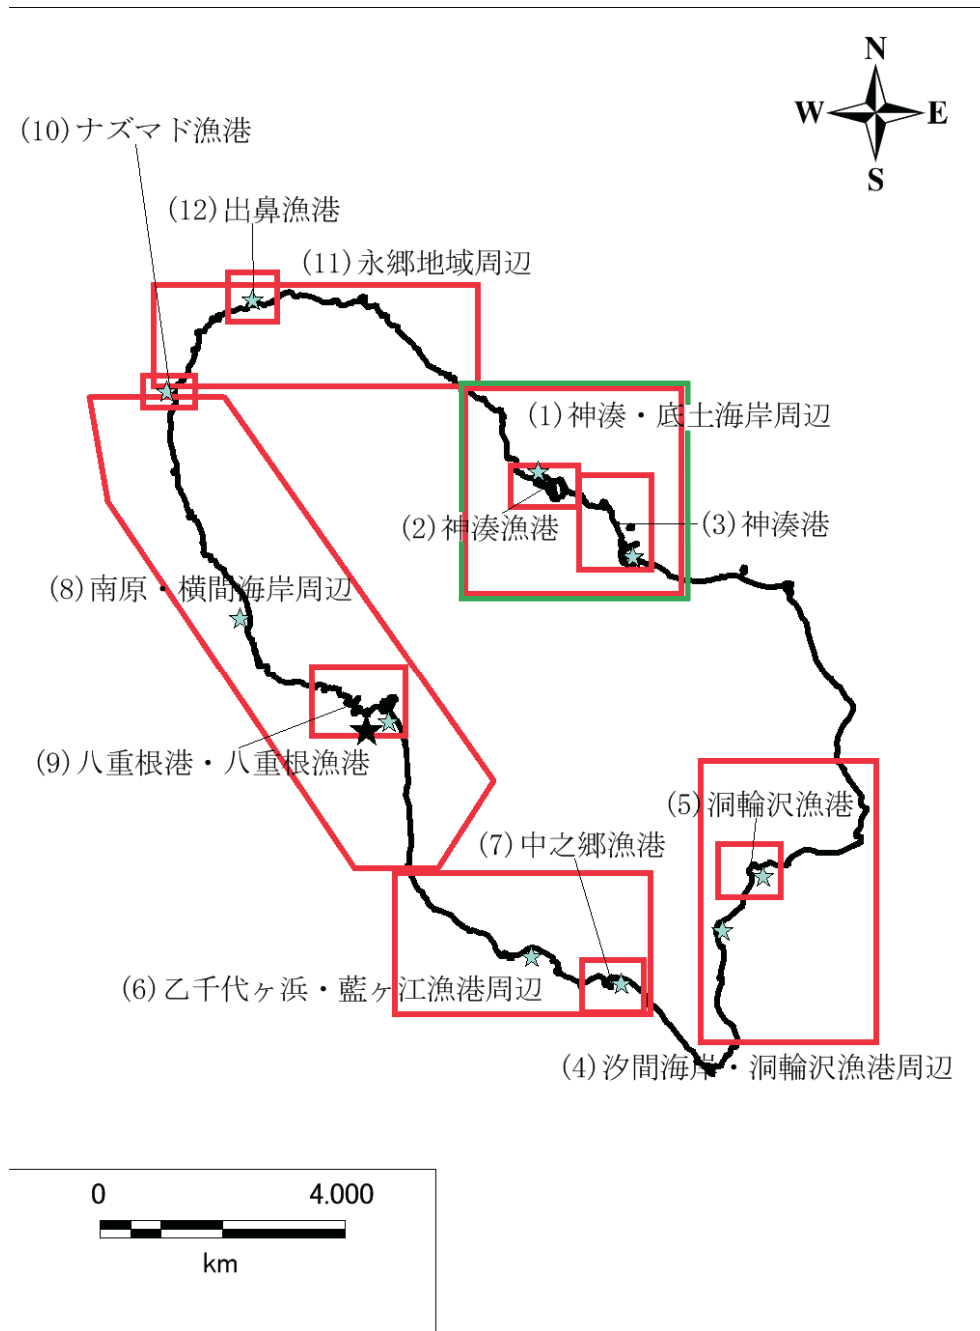 N
W E
S
(10)ナズマド漁港
(12)出鼻漁港
(11)永郷地域周辺
(1)神湊・底土海岸周辺
(2)神湊漁港
(3)神湊港
(8)南原・横間海岸周辺
(9)八重根港・八重根漁港
(5)洞輪沢漁港
(7)中之郷漁港
(6)乙千代ヶ浜・藍ヶ江漁港周辺
(4)汐間海岸・洞輪沢漁港周辺
0 4.000
km